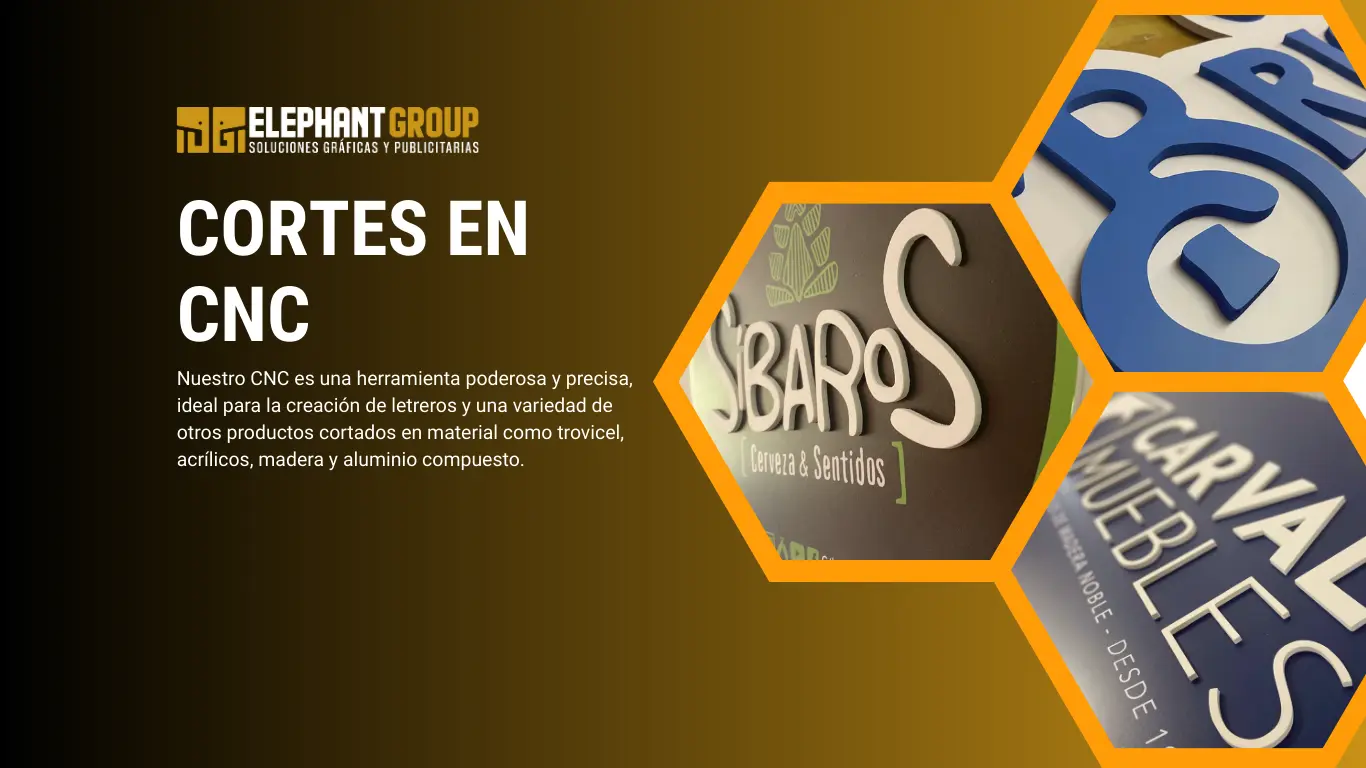 ELEPHANT GROUP
SOLUCIONES GRÁFICAS Y PUBLICITARIAS
CORTES EN
CNC
Nuestro CNC es una herramienta poderosa y precisa,
ideal para la creación de letreros y una variedad de
otros productos cortados en material como trovicel,
acrílicos, madera y aluminio compuesto.
SíBAROS
[ Cerveza & Sentidos ]
CARVAL
MUEBLES
MADERA NOBLE - DESDE